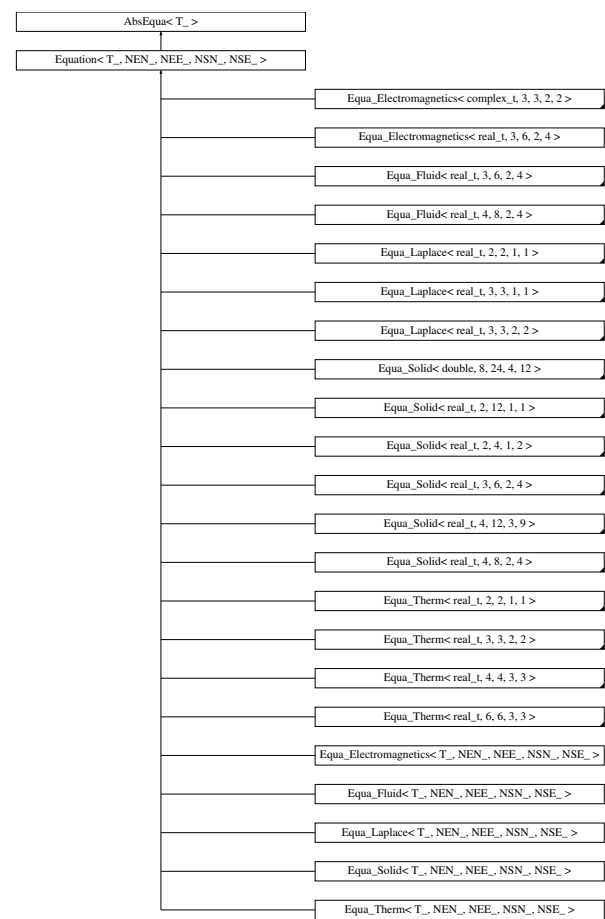 AbsEqua< T_ >
Equation< T_, NEN_, NEE_, NSN_, NSE_ >
Equa_Electromagnetics< complex_t, 3, 3, 2, 2 >
Equa_Electromagnetics< real_t, 3, 6, 2, 4 >
Equa_Fluid< real_t, 3, 6, 2, 4 >
Equa_Fluid< real_t, 4, 8, 2, 4 >
Equa_Laplace< real_t, 2, 2, 1, 1 >
Equa_Laplace< real_t, 3, 3, 1, 1 >
Equa_Laplace< real_t, 3, 3, 2, 2 >
Equa_Solid< double, 8, 24, 4, 12 >
Equa_Solid< real_t, 2, 12, 1, 1 >
Equa_Solid< real_t, 2, 4, 1, 2 >
Equa_Solid< real_t, 3, 6, 2, 4 >
Equa_Solid< real_t, 4, 12, 3, 9 >
Equa_Solid< real_t, 4, 8, 2, 4 >
Equa_Therm< real_t, 2, 2, 1, 1 >
Equa_Therm< real_t, 3, 3, 2, 2 >
Equa_Therm< real_t, 4, 4, 3, 3 >
Equa_Therm< real_t, 6, 6, 3, 3 >
Equa_Electromagnetics< T_, NEN_, NEE_, NSN_, NSE_ >
Equa_Fluid< T_, NEN_, NEE_, NSN_, NSE_ >
Equa_Laplace< T_, NEN_, NEE_, NSN_, NSE_ >
Equa_Solid< T_, NEN_, NEE_, NSN_, NSE_ >
Equa_Therm< T_, NEN_, NEE_, NSN_, NSE_ >